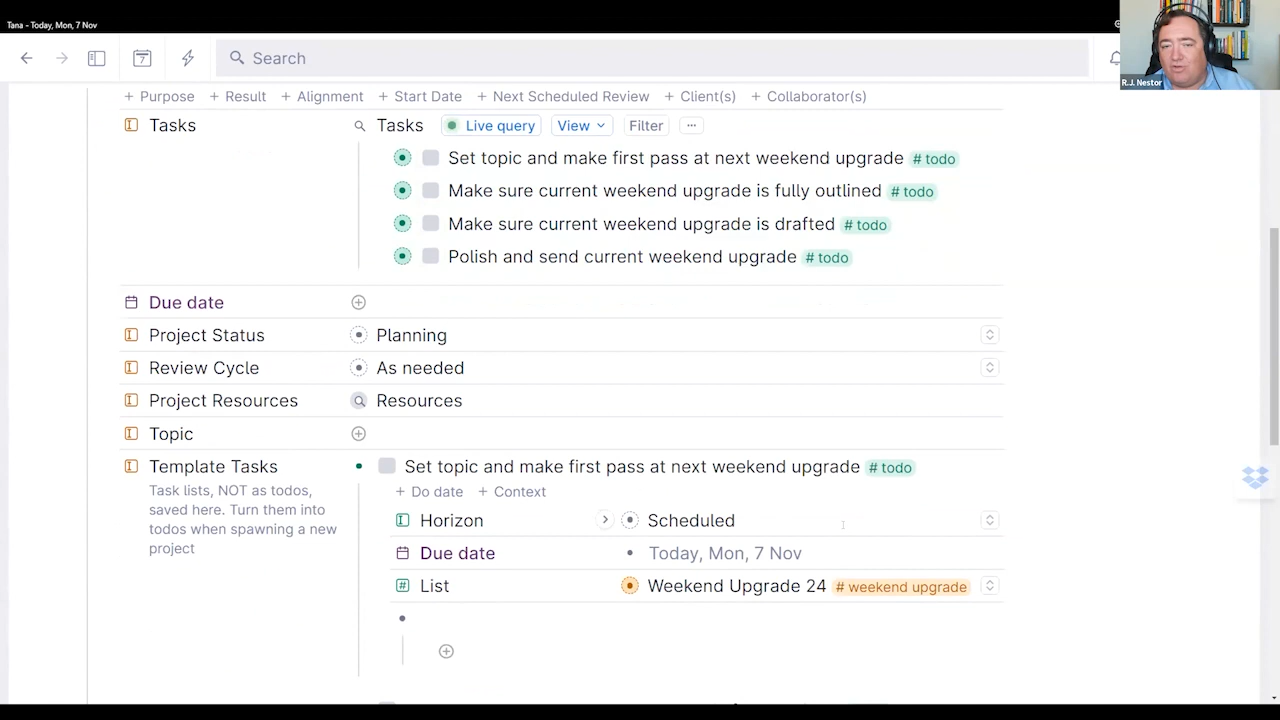 Tana - Today, Mon, 7 Nov
7
Search
R.J. Nestor
+ Purpose + Result + Alignment + Start Date + Next Scheduled Review + Client(s) + Collaborator(s)
Tasks Tasks Live query View Filter ...
Set topic and make first pass at next weekend upgrade # todo
Make sure current weekend upgrade is fully outlined # todo
Make sure current weekend upgrade is drafted # todo
Polish and send current weekend upgrade # todo
Due date
Project Status Planning
Review Cycle As needed
Project Resources Resources
Topic
Template Tasks Set topic and make first pass at next weekend upgrade # todo
Task lists, NOT as todos,
saved here. Turn them into
todos when spawning a new
project
+ Do date + Context
Horizon Scheduled
Due date Today, Mon, 7 Nov
List Weekend Upgrade 24 # weekend upgrade